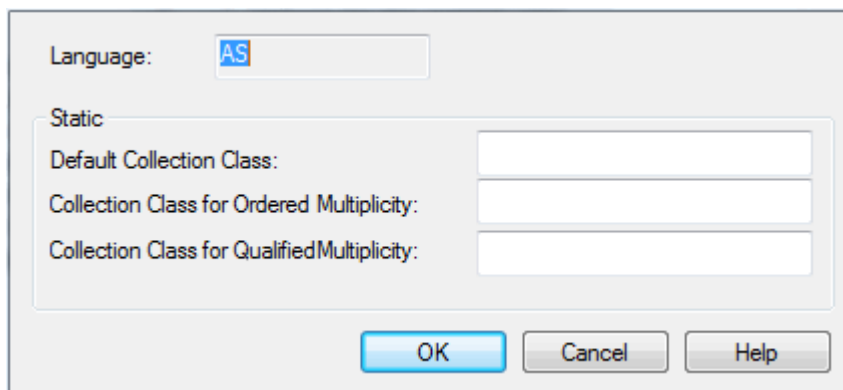 Language: AS
Static
Default Collection Class:
Collection Class for Ordered Multiplicity:
Collection Class for QualifiedMultiplicity:
OK Cancel Help